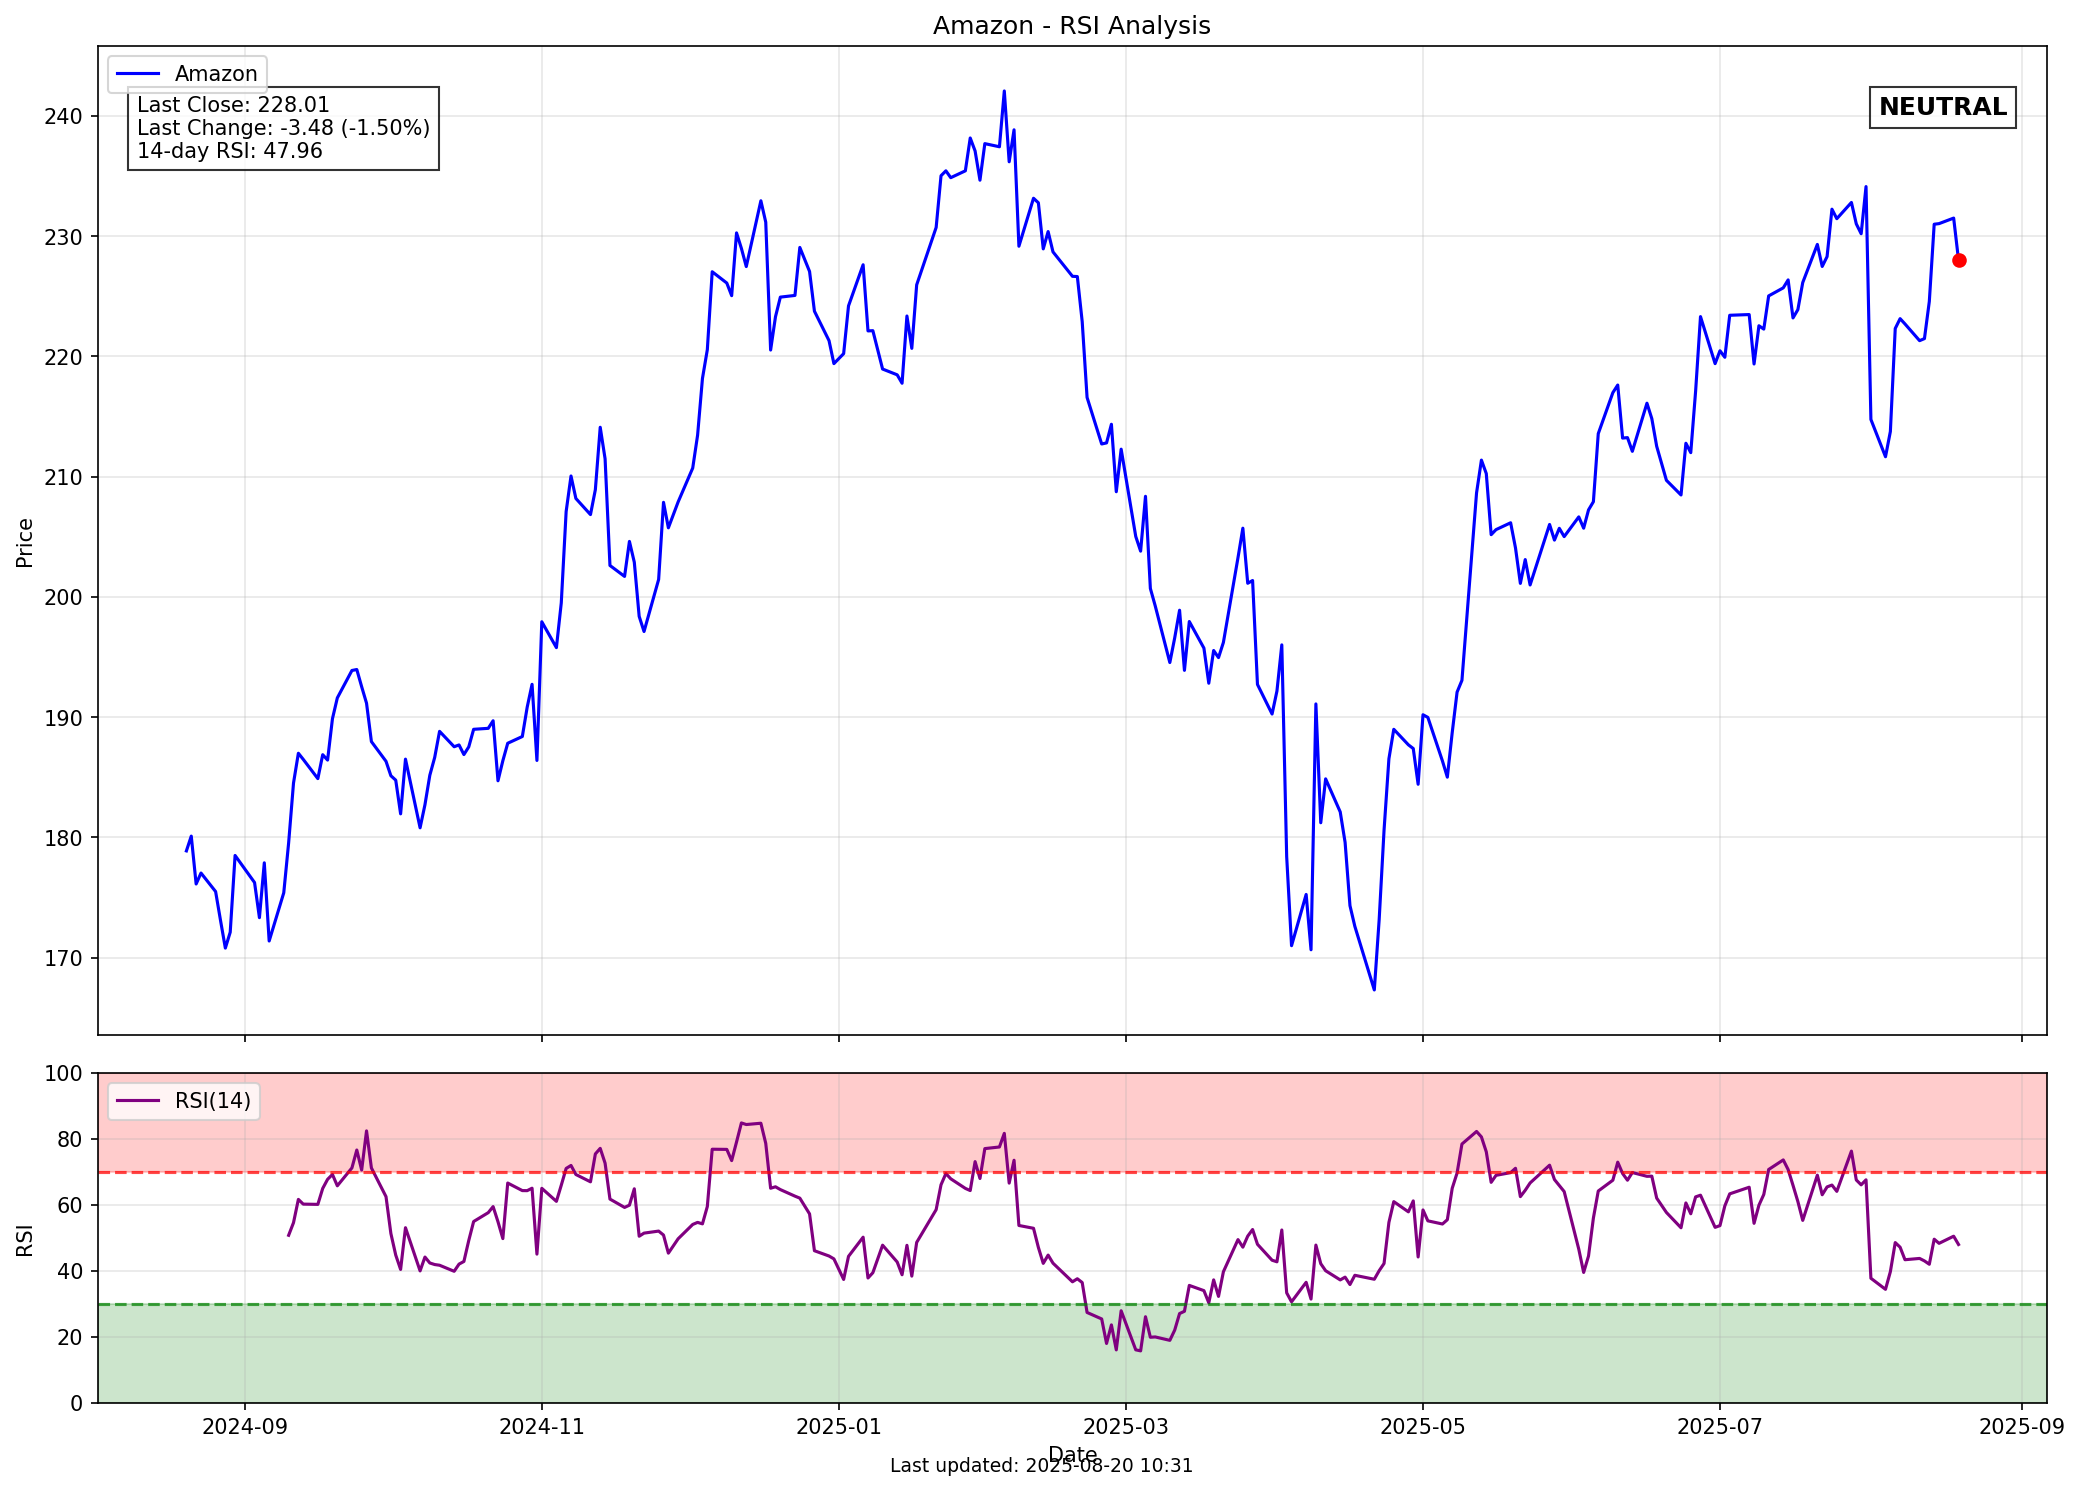 Amazon - RSI Analysis
Amazon
Last Close: 228.01
Last Change: -3.48 (-1.50%)
14-day RSI: 47.96
NEUTRAL
240
230
220
210
200
190
180
170
Price
RSI(14)
100
80
60
40
20
0
RSI
2024-09
2024-11
2025-01
2025-03
2025-05
2025-07
2025-09
Date
Last updated: 2025-08-20 10:31